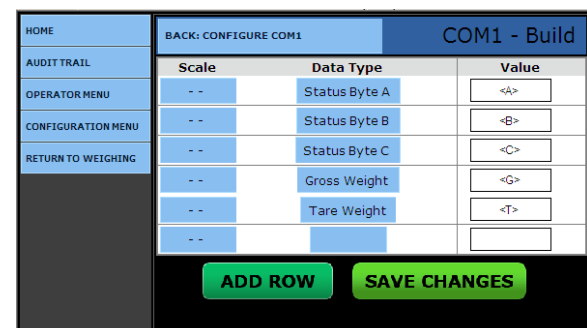 HOME
BACK: CONFIGURE COM1
COM1 - Build
AUDIT TRAIL
OPERATOR MENU
CONFIGURATION MENU
RETURN TO WEIGHING
Scale Data Type Value
- - Status Byte A <A>
- - Status Byte B <B>
- - Status Byte C <C>
- - Gross Weight <G>
- - Tare Weight <T>
- -
ADD ROW SAVE CHANGES